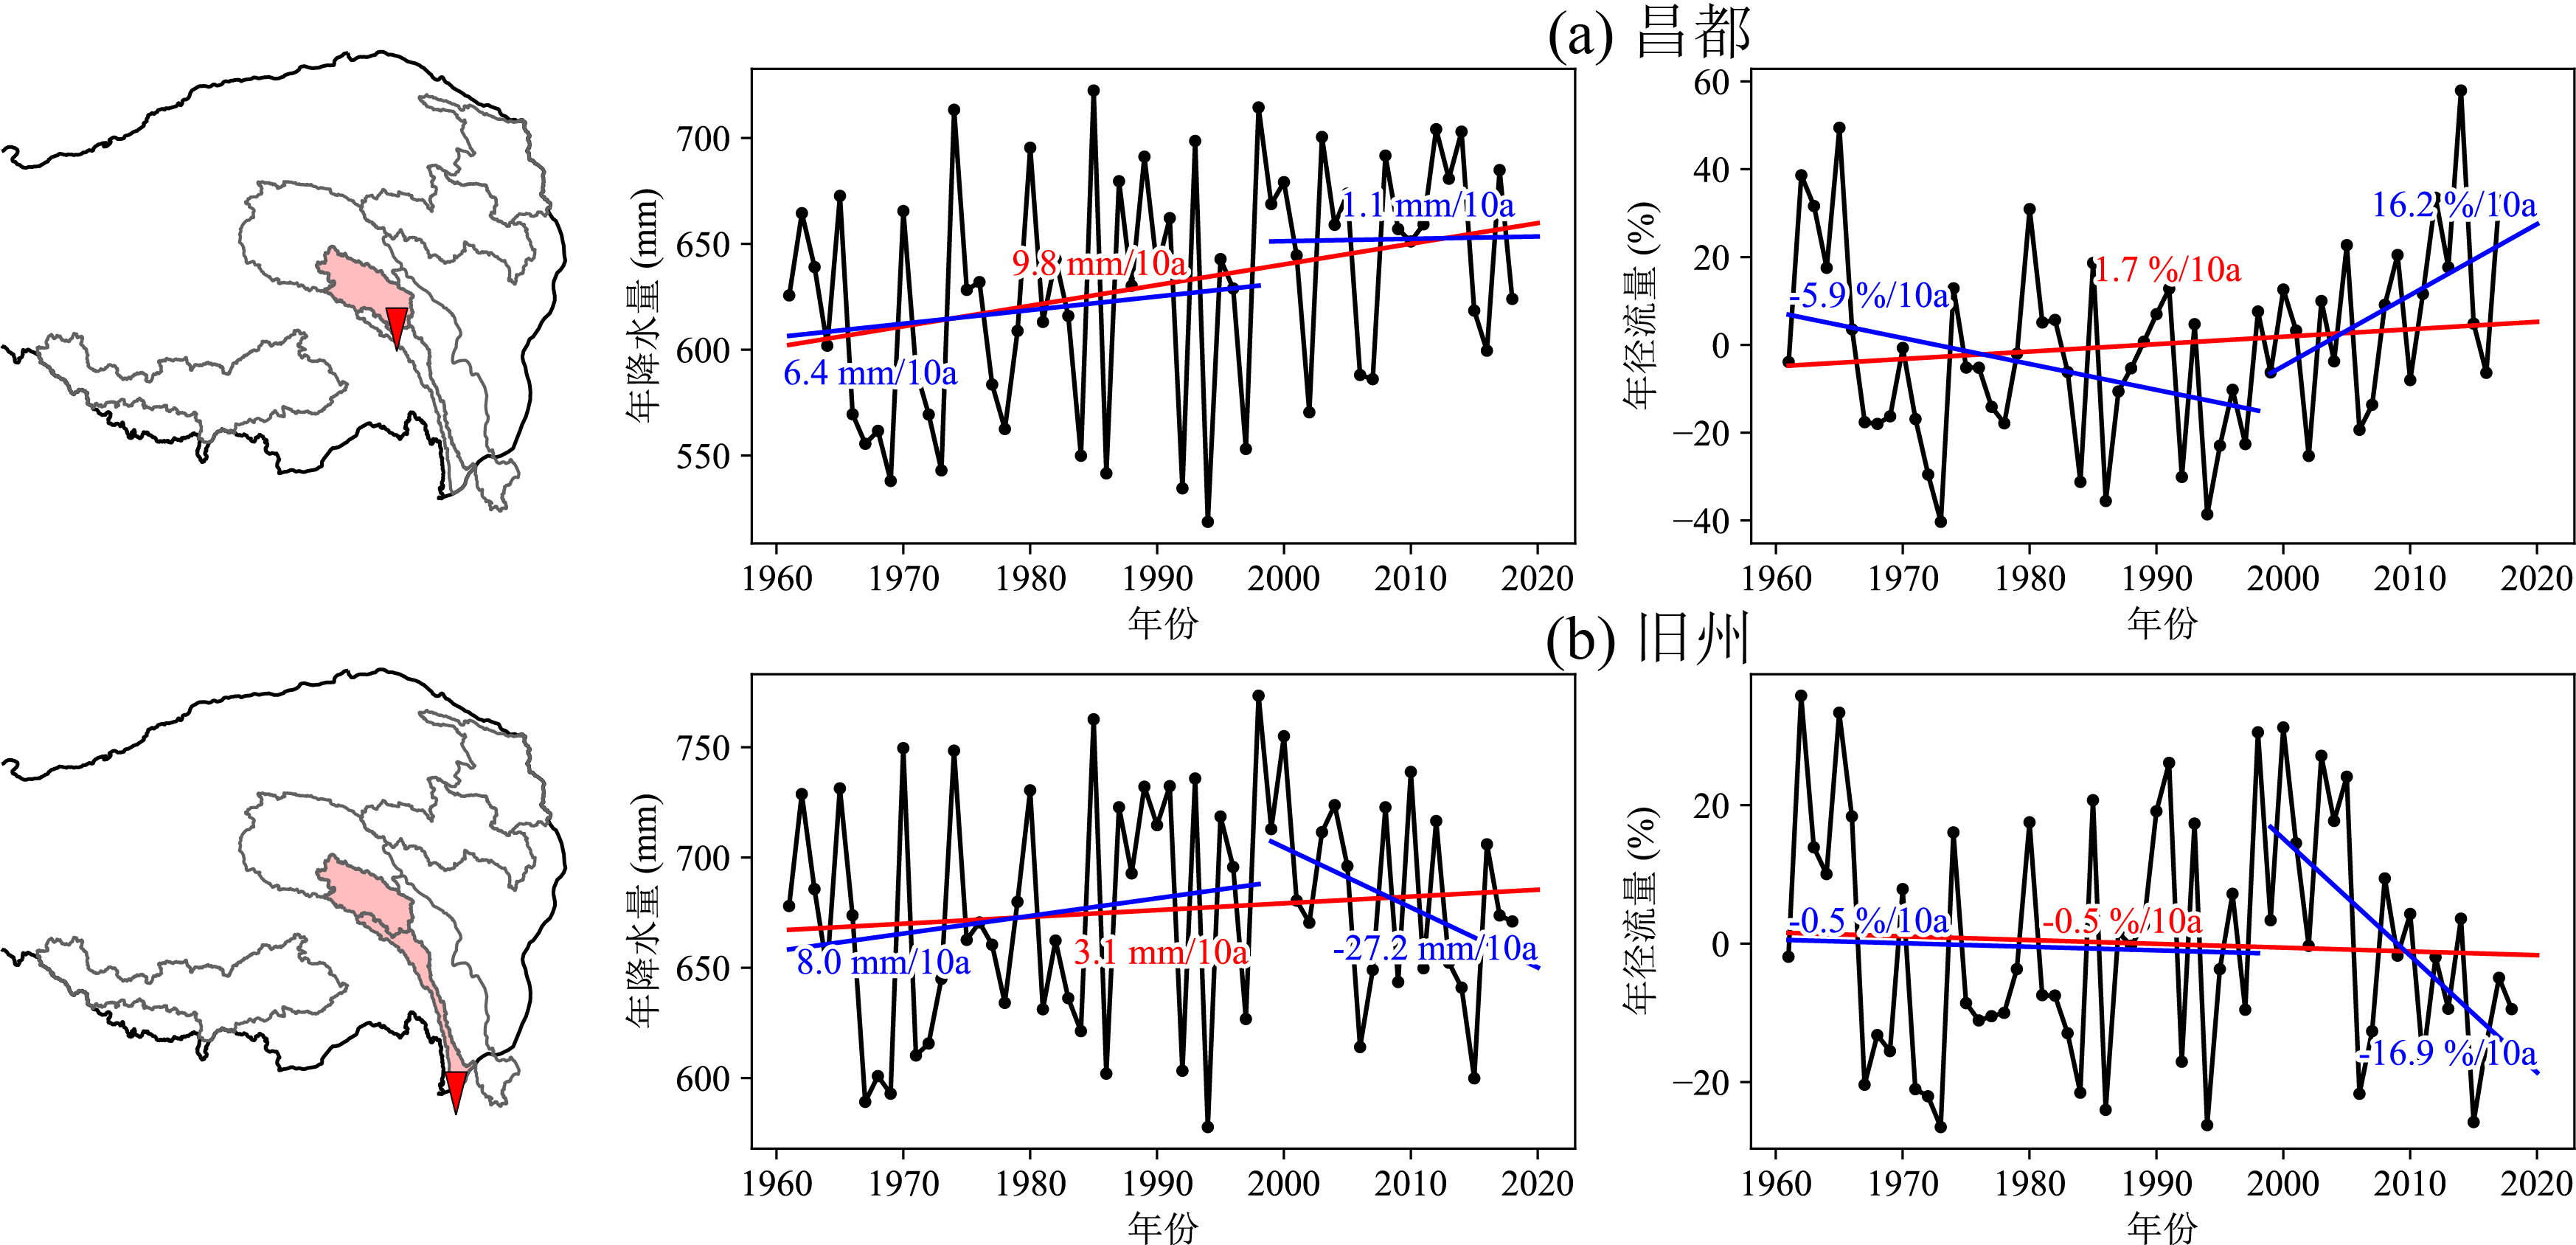 (a) 昌都
年降水量 (mm)
700
650
600
550
6.4 mm/10a
9.8 mm/10a
1.1 mm/10a
1960 1970 1980 1990 2000 2010 2020
年份
年径流量 (%)
60
40
20
0
−20
−40
-5.9 %/10a
1.7 %/10a
16.2 %/10a
1960 1970 1980 1990 2000 2010 2020
年份
(b) 旧州
年降水量 (mm)
750
700
650
600
8.0 mm/10a
3.1 mm/10a
-27.2 mm/10a
1960 1970 1980 1990 2000 2010 2020
年份
年径流量 (%)
20
0
−20
-0.5 %/10a
-0.5 %/10a
-16.9 %/10a
1960 1970 1980 1990 2000 2010 2020
年份